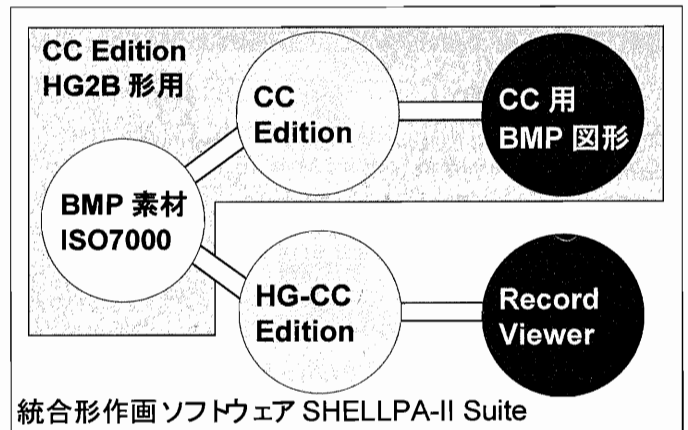 CC Edition
HG2B 形用
CC
Edition
CC 用
BMP 図形
BMP 素材
ISO7000
HG-CC
Edition
Record
Viewer
統合形作画ソフトウェア SHELLPA-II Suite